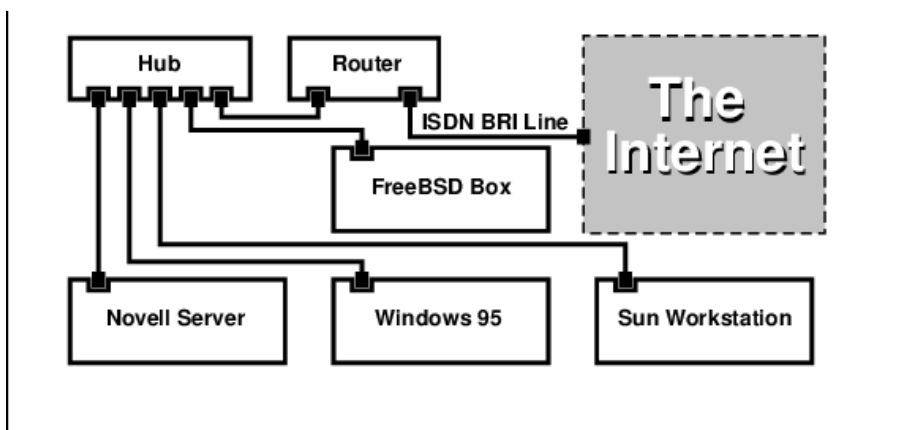 Hub
Router
ISDN BRI Line
The
Internet
FreeBSD Box
Novell Server
Windows 95
Sun Workstation